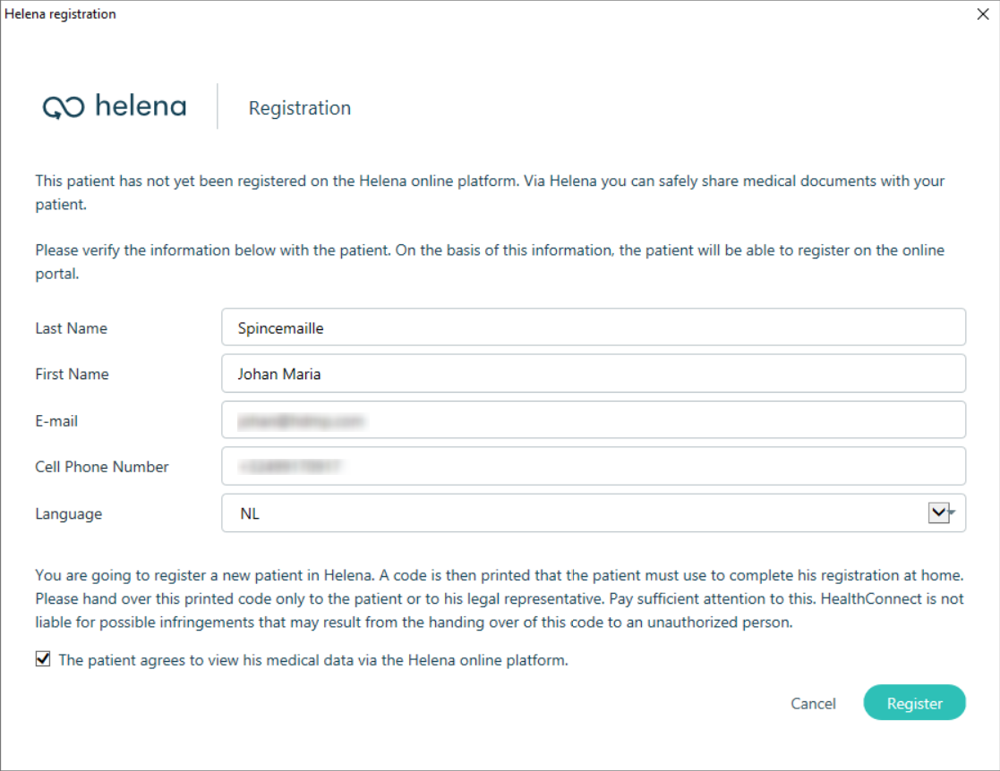 Helena registration
helena
Registration
This patient has not yet been registered on the Helena online platform. Via Helena you can safely share medical documents with your
patient.
Please verify the information below with the patient. On the basis of this information, the patient will be able to register on the online
portal.
Last Name Spincemaille
First Name Johan Maria
E-mail
Cell Phone Number
Language NL
You are going to register a new patient in Helena. A code is then printed that the patient must use to complete his registration at home.
Please hand over this printed code only to the patient or to his legal representative. Pay sufficient attention to this. HealthConnect is not
liable for possible infringements that may result from the handing over of this code to an unauthorized person.
The patient agrees to view his medical data via the Helena online platform.
Cancel Register